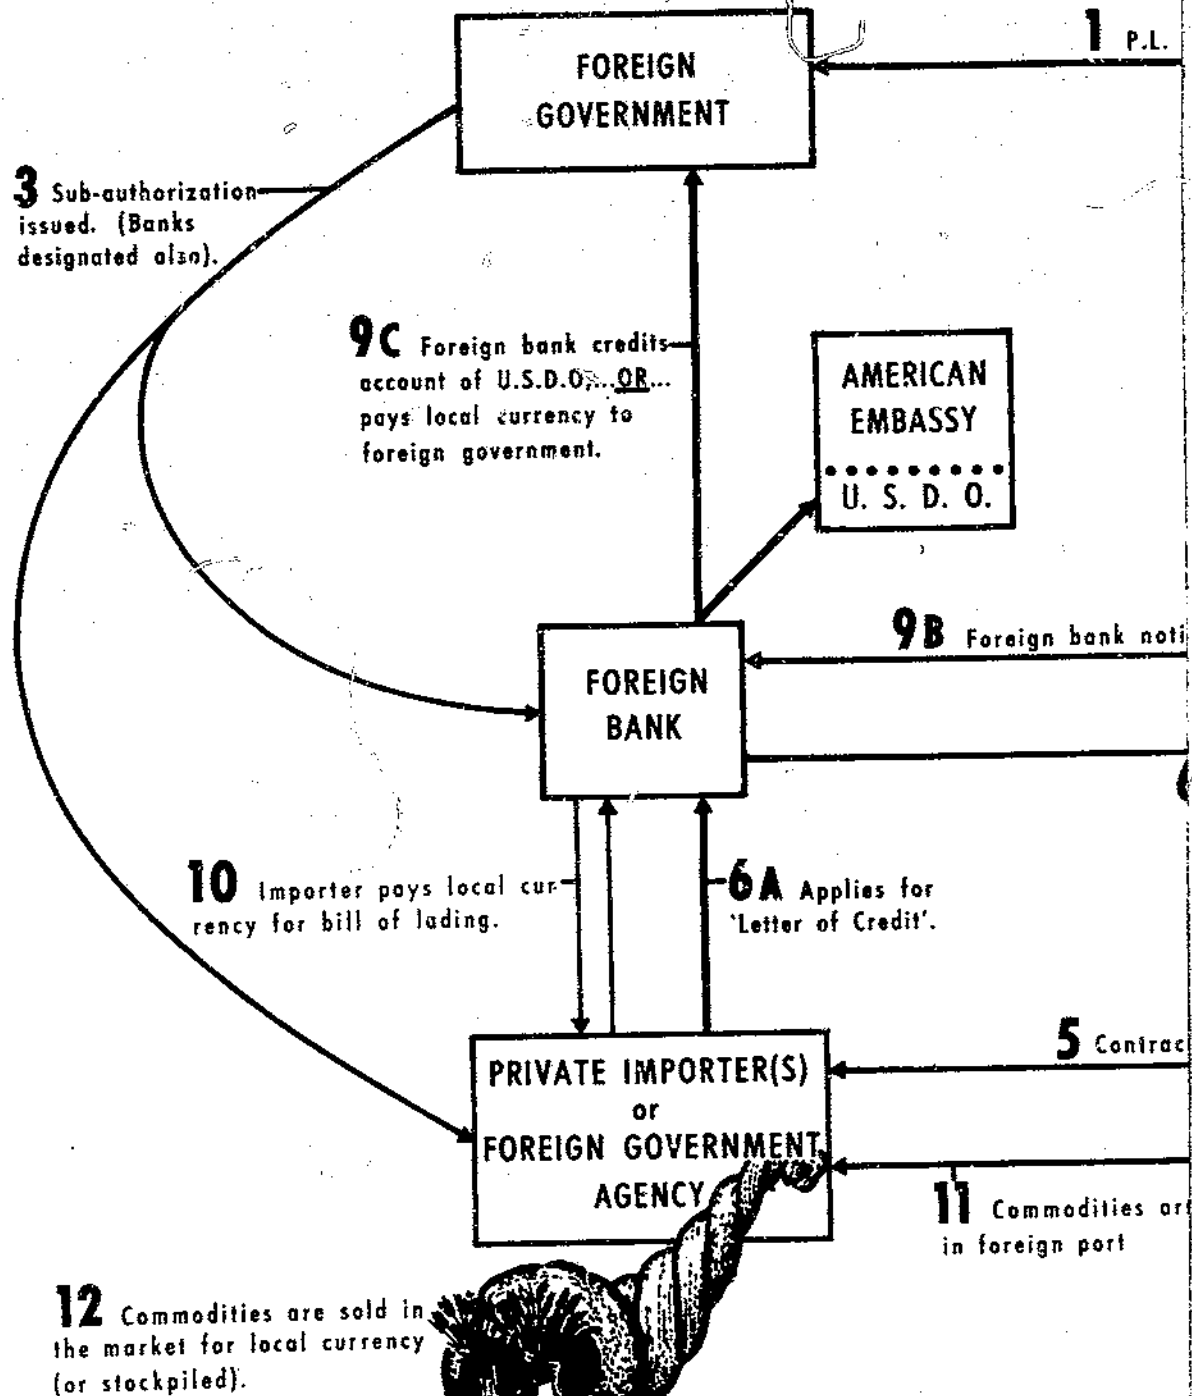 1 P.L.
FOREIGN
GOVERNMENT
3 Sub-authorization
issued. (Banks
designated also).
9C Foreign bank credits
account of U.S.D.O,...OR...
pays local currency to
foreign government.
AMERICAN
EMBASSY
U. S. D. O.
9B Foreign bank noti
FOREIGN
BANK
10 Importer pays local cur-
rency for bill of lading.
6A Applies for
'Letter of Credit'.
5 Contrac
PRIVATE IMPORTER(S)
or
FOREIGN GOVERNMENT
AGENCY
11 Commodities arr
in foreign port
12 Commodities are sold in
the market for local currency
(or stockpiled).